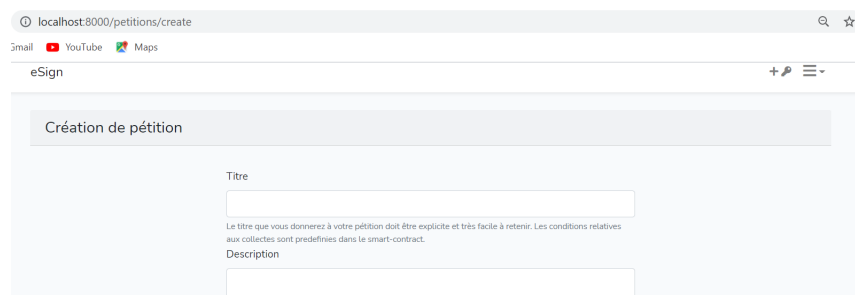 localhost:8000/petitions/create
Gmail YouTube Maps
eSign
Création de pétition
Titre
Le titre que vous donnerez à votre pétition doit être explicite et très facile à retenir. Les conditions relatives
aux collectes sont predefinies dans le smart-contract.
Description